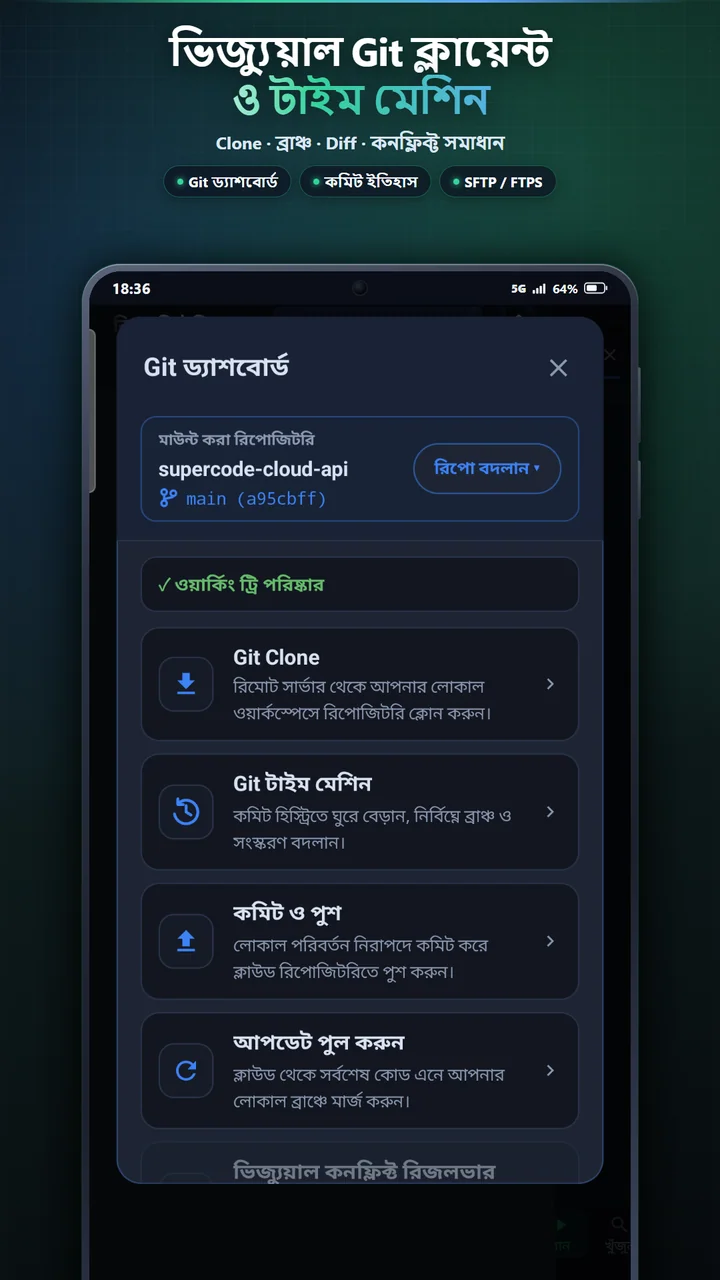 ভিজ্যুয়াল Git ক্লায়েন্ট
ও টাইম মেশিন
Clone · ব্রাঞ্চ · Diff · কনফ্লিক্ট সমাধান
Git ড্যাশবোর্ড
কমিট ইতিহাস
SFTP / FTPS
18:36
5G 64%
Git ড্যাশবোর্ড
মাউন্ট করা রিপোজিটরি
supercode-cloud-api
রিপো বদলান ▾
main (a95cbff)
✓ ওয়ার্কিং ট্রি পরিষ্কার
Git Clone
রিমোট সার্ভার থেকে আপনার লোকাল
ওয়ার্কস্পেসে রিপোজিটরি ক্লোন করুন।
Git টাইম মেশিন
কমিট হিস্ট্রিতে ঘুরে বেড়ান, নির্বিঘ্নে ব্রাঞ্চ ও
সংস্করণ বদলান।
কমিট ও পুশ
লোকাল পরিবর্তন নিরাপদে কমিট করে
ক্লাউড রিপোজিটরিতে পুশ করুন।
আপডেট পুল করুন
ক্লাউড থেকে সর্বশেষ কোড এনে আপনার
লোকাল ব্রাঞ্চে মার্জ করুন।
ভিজ্যুয়াল কনফ্লিক্ট রিজলভার